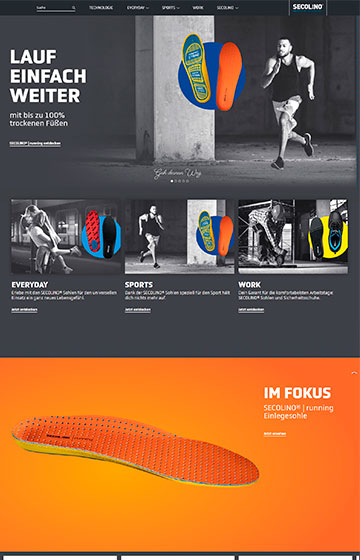 Suche
TECHNOLOGIE
EVERYDAY
SPORTS
WORK
SECOLINO
SECOLINO®
LAUF
EINFACH
WEITER
mit bis zu 100%
trockenen Füßen
SECOLINO® | running entdecken
Geh deinen Weg
EVERYDAY
Erlebe mit den SECOLINO® Sohlen für den universellen
Einsatz ein ganz neues Lebensgefühl.
Jetzt entdecken
SPORTS
Dank der SECOLINO® Sohlen speziell für den Sport hält
dich nichts mehr auf.
Jetzt entdecken
WORK
Dein Garant für die komfortabelsten Arbeitstage:
SECOLINO® Sohlen und Sicherheitsschuhe.
Jetzt entdecken
IM FOKUS
SECOLINO® | running
Einlegesohle
SECOLINO